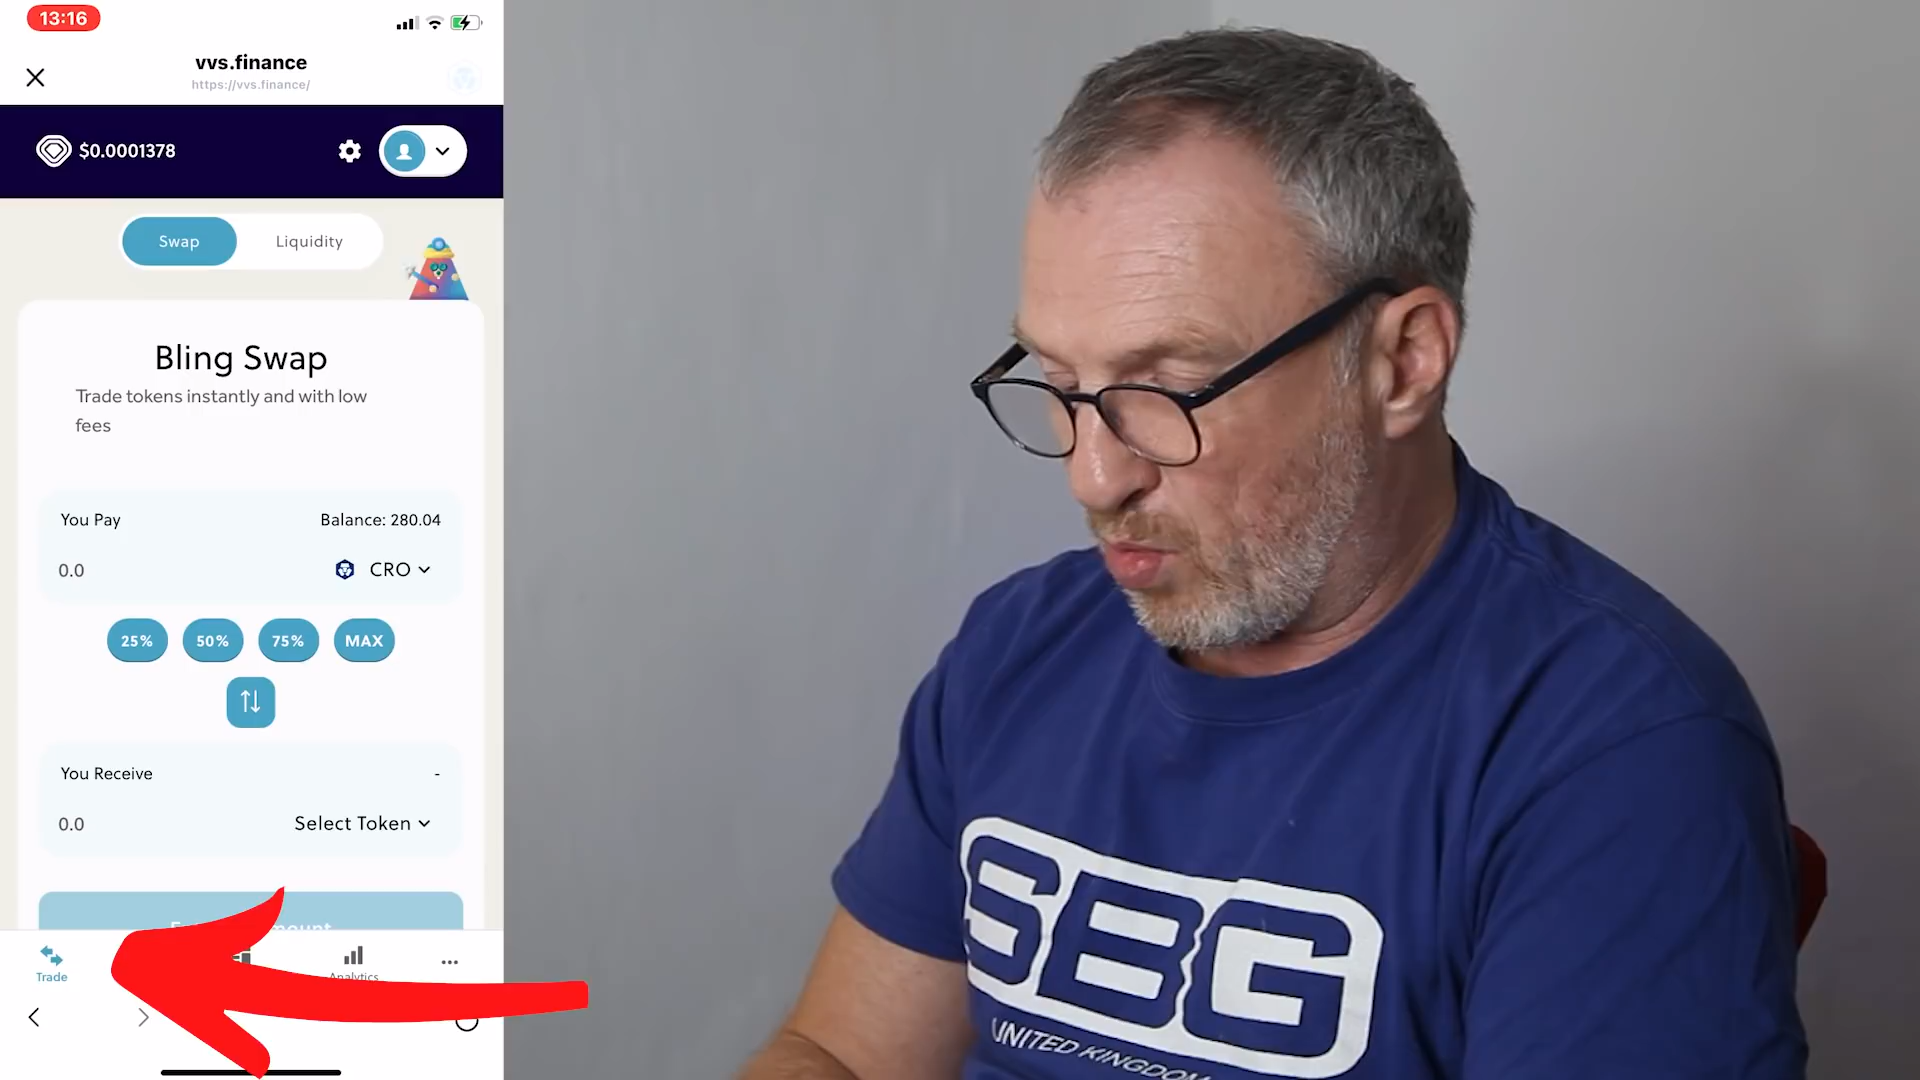 13:16
vvs.finance
https://vvs.finance/
$0.0001378
Swap
Liquidity
Bling Swap
Trade tokens instantly and with low
fees
You Pay
Balance: 280.04
0.0
CRO
25%
50%
75%
MAX
You Receive
-
0.0
Select Token
Trade
Analytics
SBG
UNITED KINGDOM